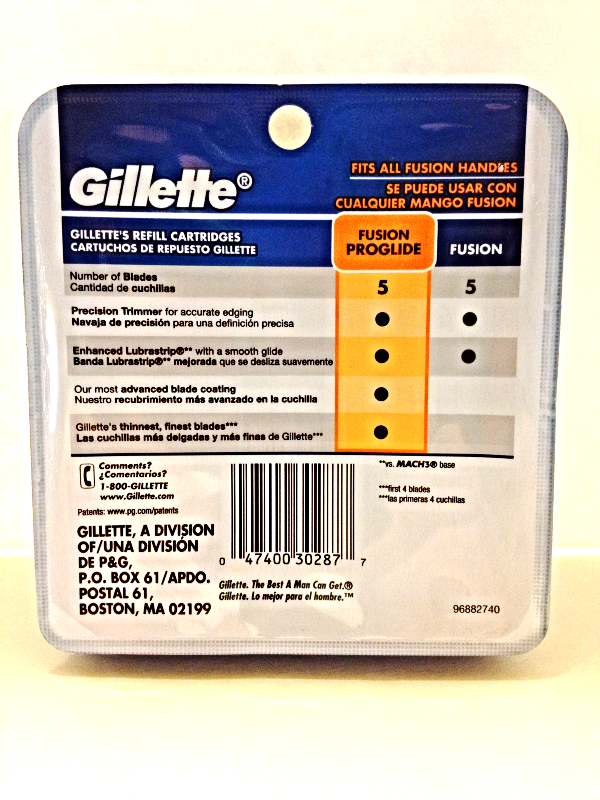 Gillette®
FITS ALL FUSION HANDLES
SE PUEDE USAR CON
CUALQUIER MANGO FUSION
GILLETTE'S REFILL CARTRIDGES
CARTUCHOS DE REPUESTO GILLETTE
FUSION
PROGLIDE
FUSION
Number of Blades
Cantidad de cuchillas
5
5
Precision Trimmer for accurate edging
Navaja de precisión para una definición precisa
Enhanced Lubrastrip®** with a smooth glide
Banda Lubrastrip®** mejorada que se desliza suavemente
Our most advanced blade coating
Nuestro recubrimiento más avanzado en la cuchilla
Gillette's thinnest, finest blades***
Las cuchillas más delgadas y más finas de Gillette***
**vs. MACH3® base
***first 4 blades
***las primeras 4 cuchillas
Comments?
¿Comentarios?
1-800-GILLETTE
www.Gillette.com
Patents: www.pg.com/patents
GILLETTE, A DIVISION
OF/UNA DIVISIÓN
DE P&G,
P.O. BOX 61/APDO.
POSTAL 61,
BOSTON, MA 02199
0 47400 30287 7
Gillette. The Best A Man Can Get.®
Gillette. Lo mejor para el hombre.™
96882740